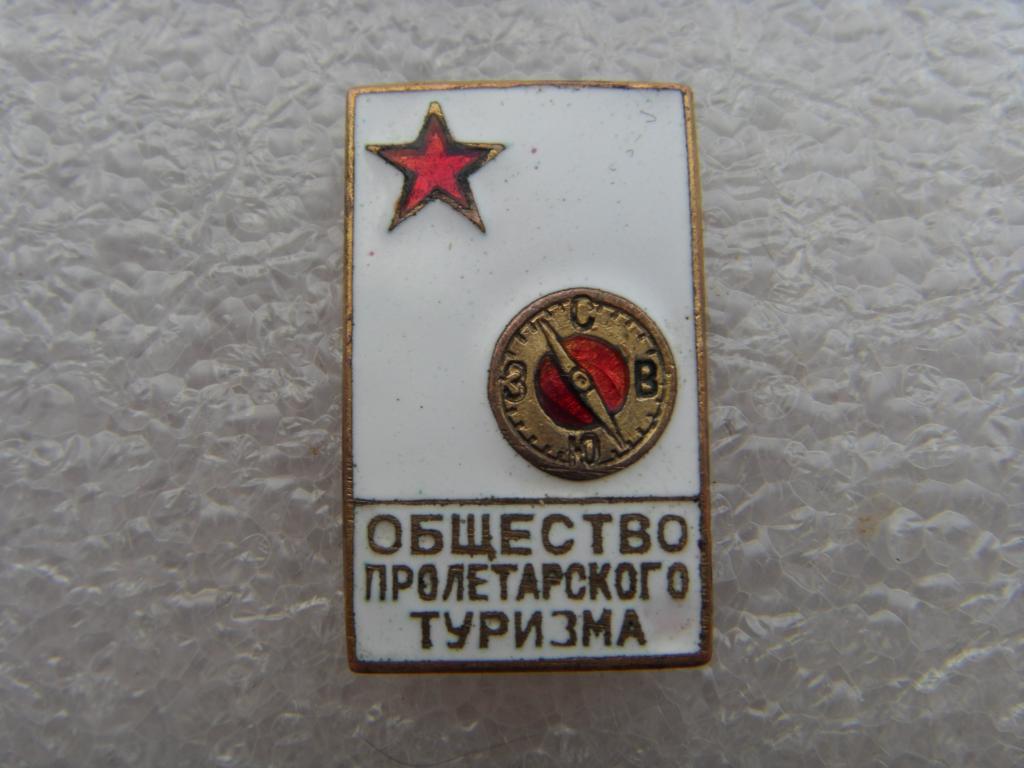 С
З В
Ю
ОБЩЕСТВО
ПРОЛЕТАРСКОГО
ТУРИЗМА